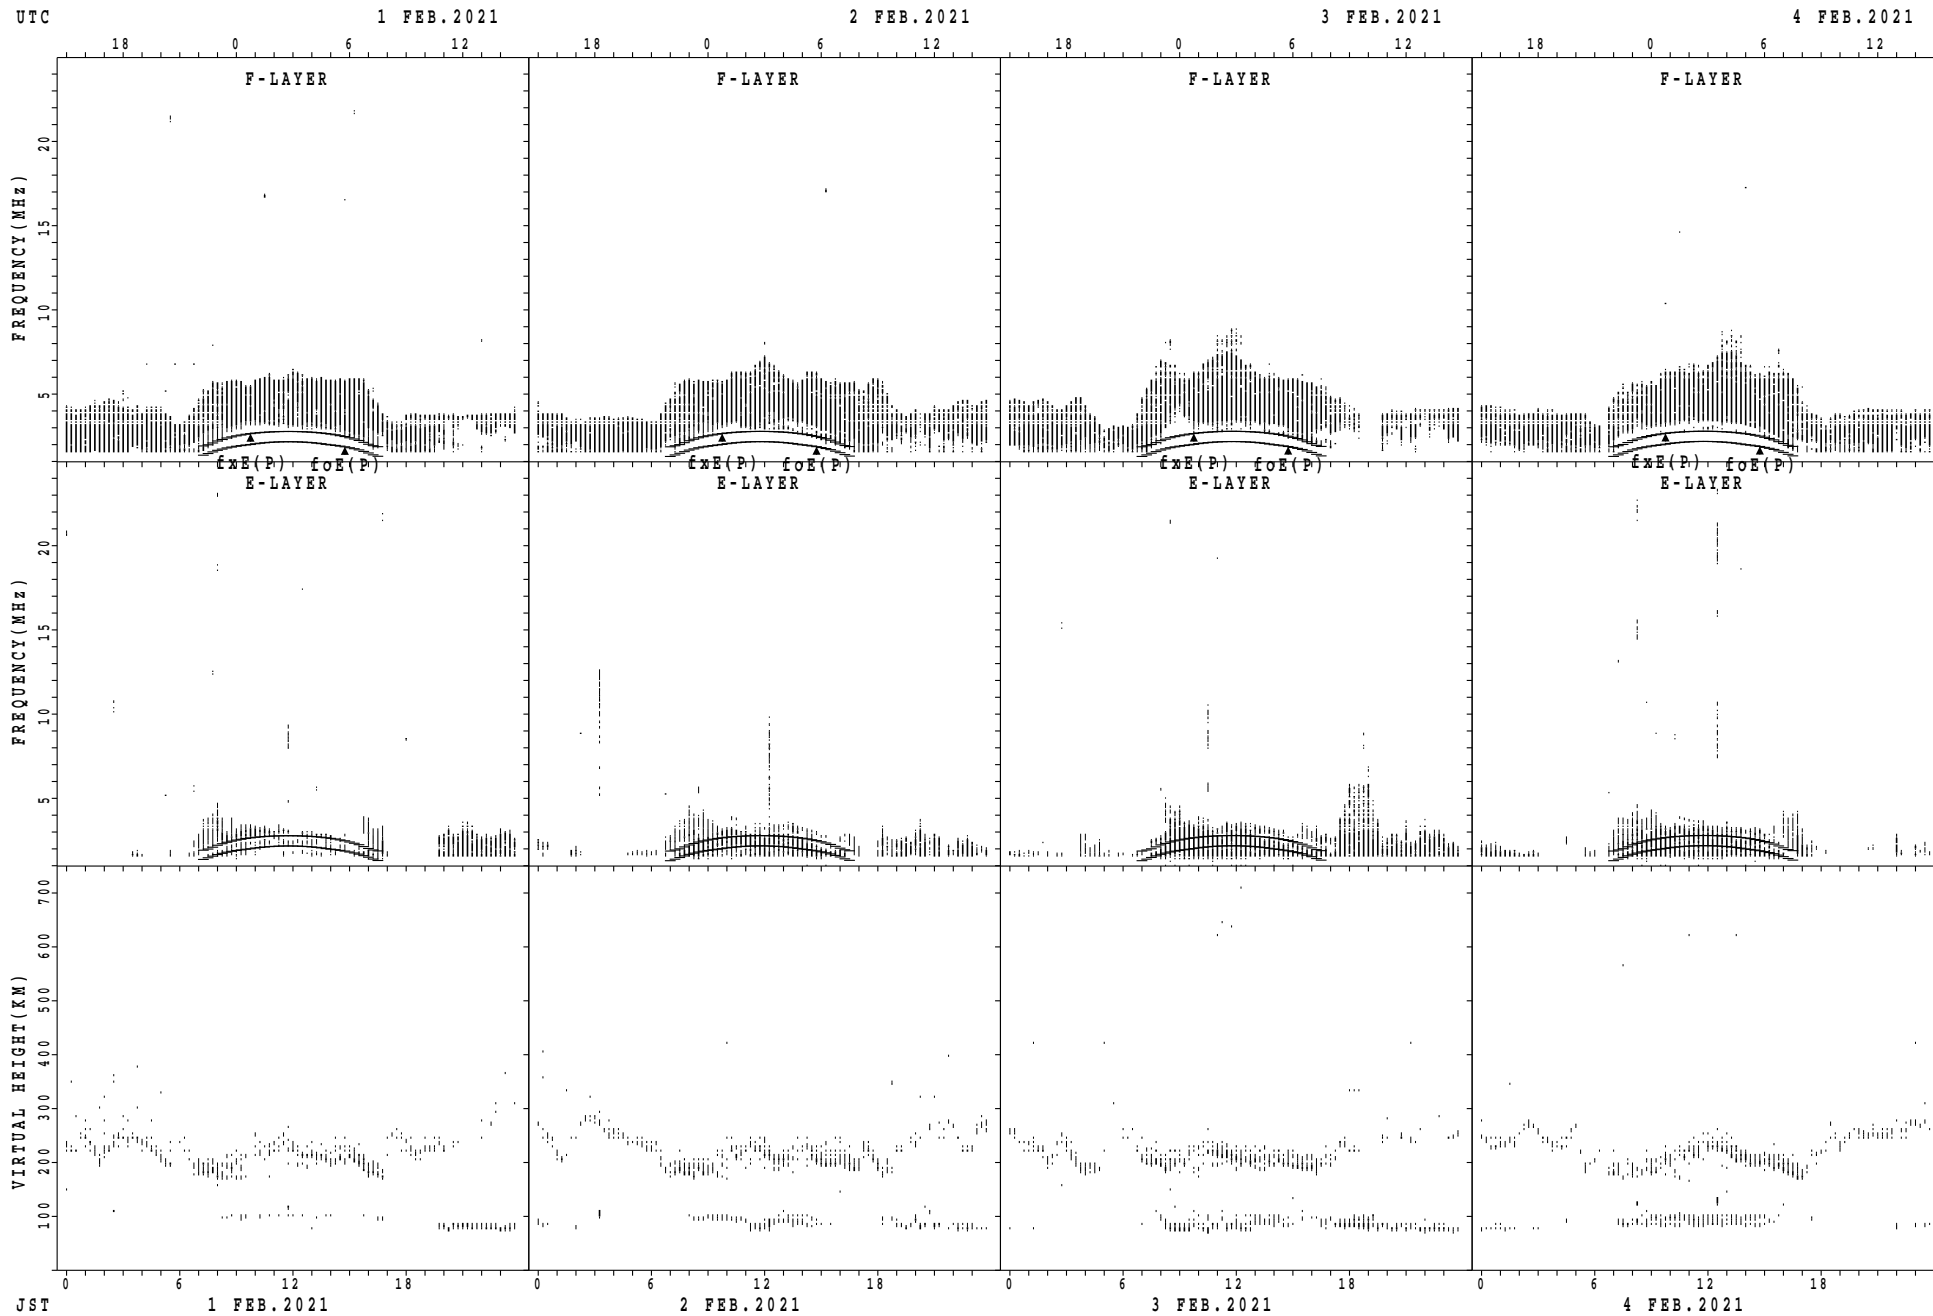 UTC 1 FEB.2021 2 FEB.2021 3 FEB.2021 4 FEB.2021
18 0 6 12 18 0 6 12 18 0 6 12 18 0 6 12
F-LAYER F-LAYER F-LAYER F-LAYER
FREQUENCY(MHz)
20
15
10
5
fxE(P) foE(P) fxE(P) foE(P) fxE(P) foE(P) fxE(P) foE(P)
E-LAYER E-LAYER E-LAYER E-LAYER
FREQUENCY(MHz)
20
15
10
5
VIRTUAL HEIGHT(KM)
700
600
500
400
300
200
100
0 6 12 18 0 6 12 18 0 6 12 18 0 6 12 18
JST 1 FEB.2021 2 FEB.2021 3 FEB.2021 4 FEB.2021